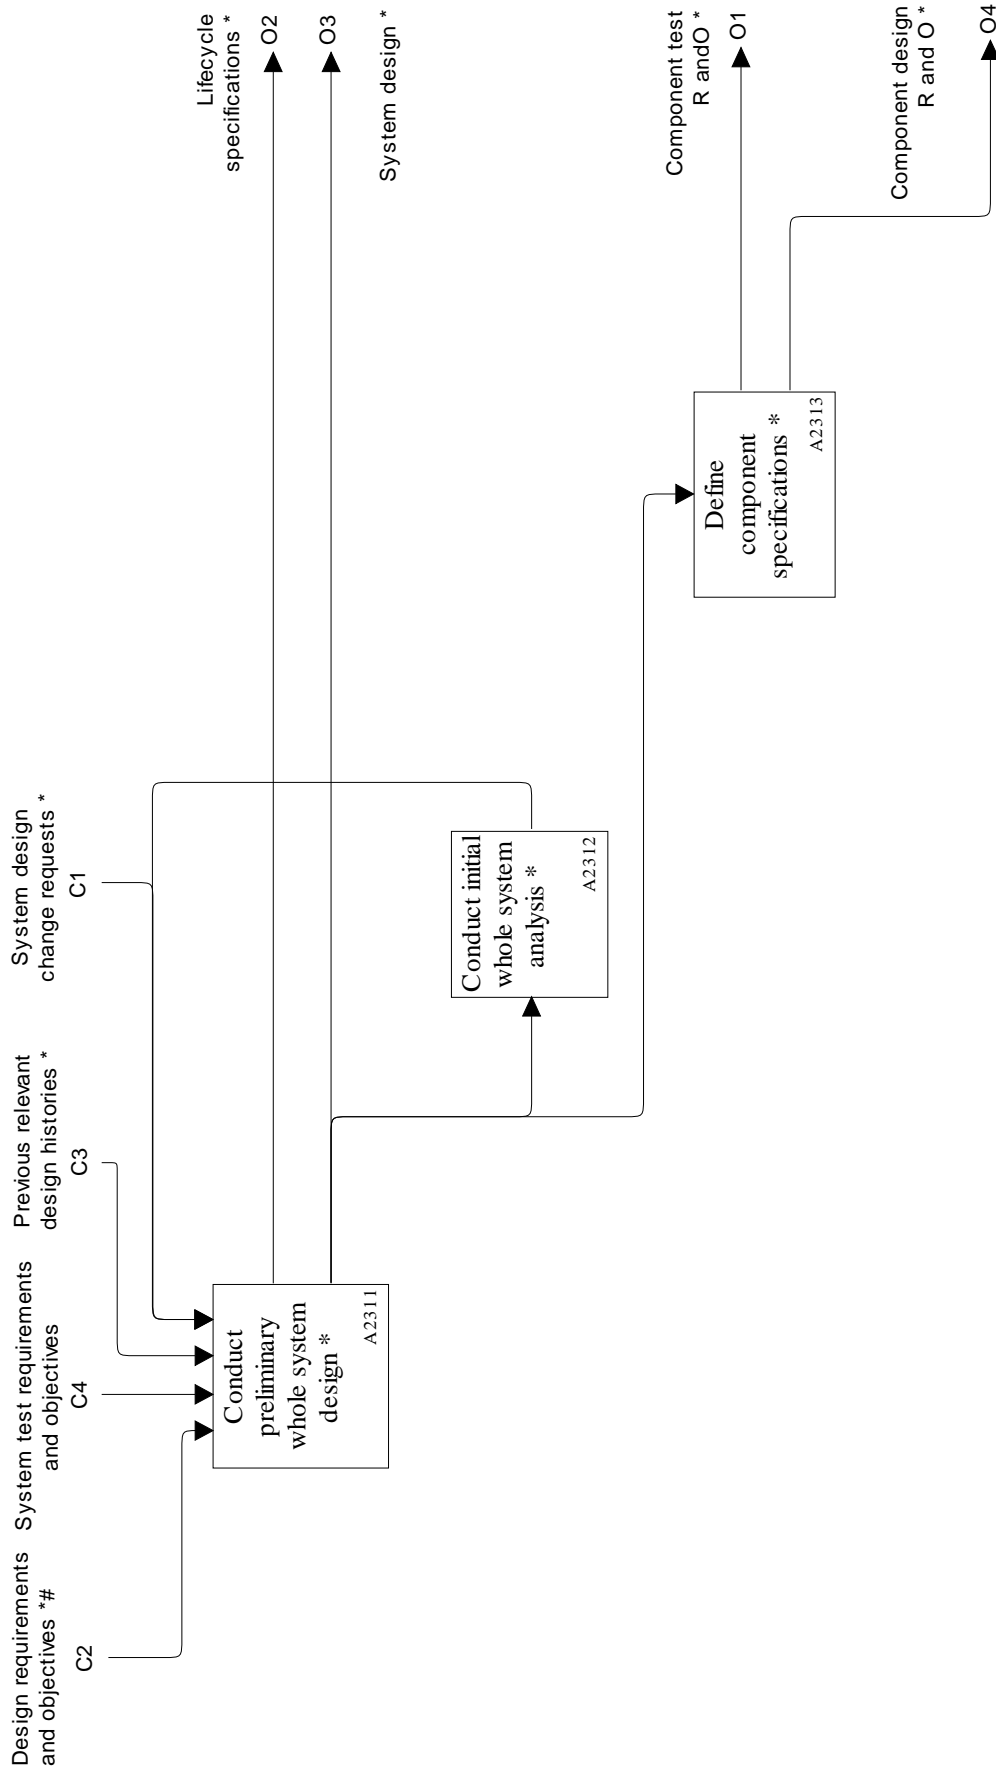 Design requirements
and objectives *#
C2
System test requirements
and objectives
C4
Previous relevant
design histories *
C3
System design
change requests *
C1
Conduct
preliminary
whole system
design *
A2311
Conduct initial
whole system
analysis *
A2312
Define
component
specifications *
A2313
Lifecycle
specifications *
O2
O3
System design *
Component test
R andO *
O1
Component design
R and O *
O4